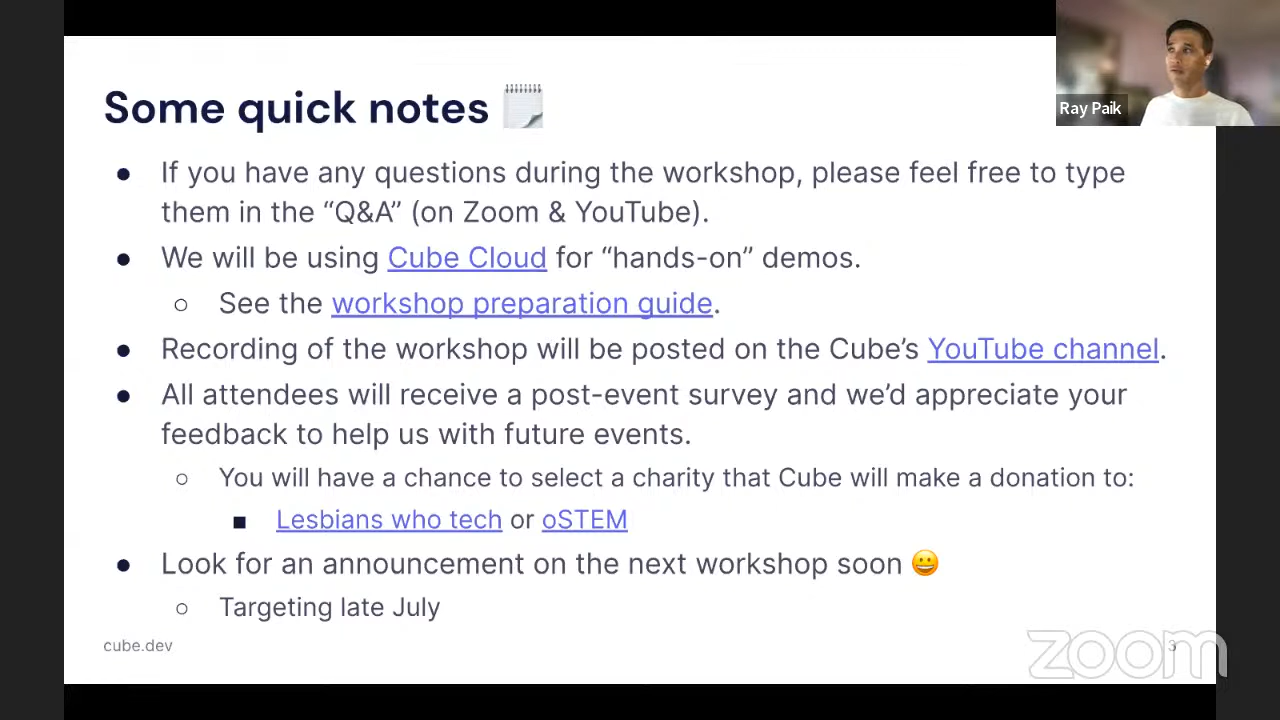 Some quick notes
Ray Paik
● If you have any questions during the workshop, please feel free to type
them in the “Q&A” (on Zoom & YouTube).
● We will be using Cube Cloud for “hands-on” demos.
○ See the workshop preparation guide.
● Recording of the workshop will be posted on the Cube’s YouTube channel.
● All attendees will receive a post-event survey and we’d appreciate your
feedback to help us with future events.
○ You will have a chance to select a charity that Cube will make a donation to:
■ Lesbians who tech or oSTEM
● Look for an announcement on the next workshop soon 😀
○ Targeting late July
cube.dev
zoom
3